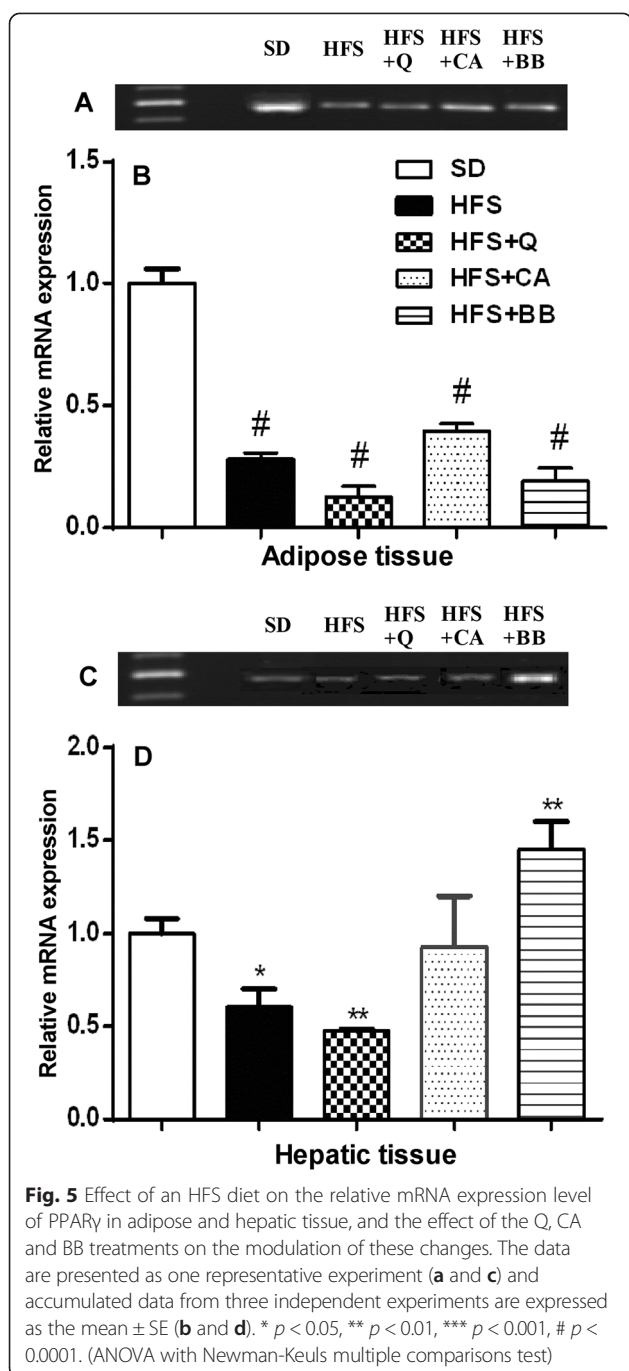 SD HFS HFS +Q HFS +CA HFS +BB
A
B
Relative mRNA expression
1.5
1.0
0.5
0.0
SD
HFS
HFS+Q
HFS+CA
HFS+BB
# # # #
Adipose tissue
SD HFS HFS +Q HFS +CA HFS +BB
C
D
Relative mRNA expression
2.0
1.5
1.0
0.5
0.0
* ** **
Hepatic tissue
Fig. 5 Effect of an HFS diet on the relative mRNA expression level
of PPARγ in adipose and hepatic tissue, and the effect of the Q, CA
and BB treatments on the modulation of these changes. The data
are presented as one representative experiment (a and c) and
accumulated data from three independent experiments are expressed
as the mean ± SE (b and d). * p < 0.05, ** p < 0.01, *** p < 0.001, # p <
0.0001. (ANOVA with Newman-Keuls multiple comparisons test)